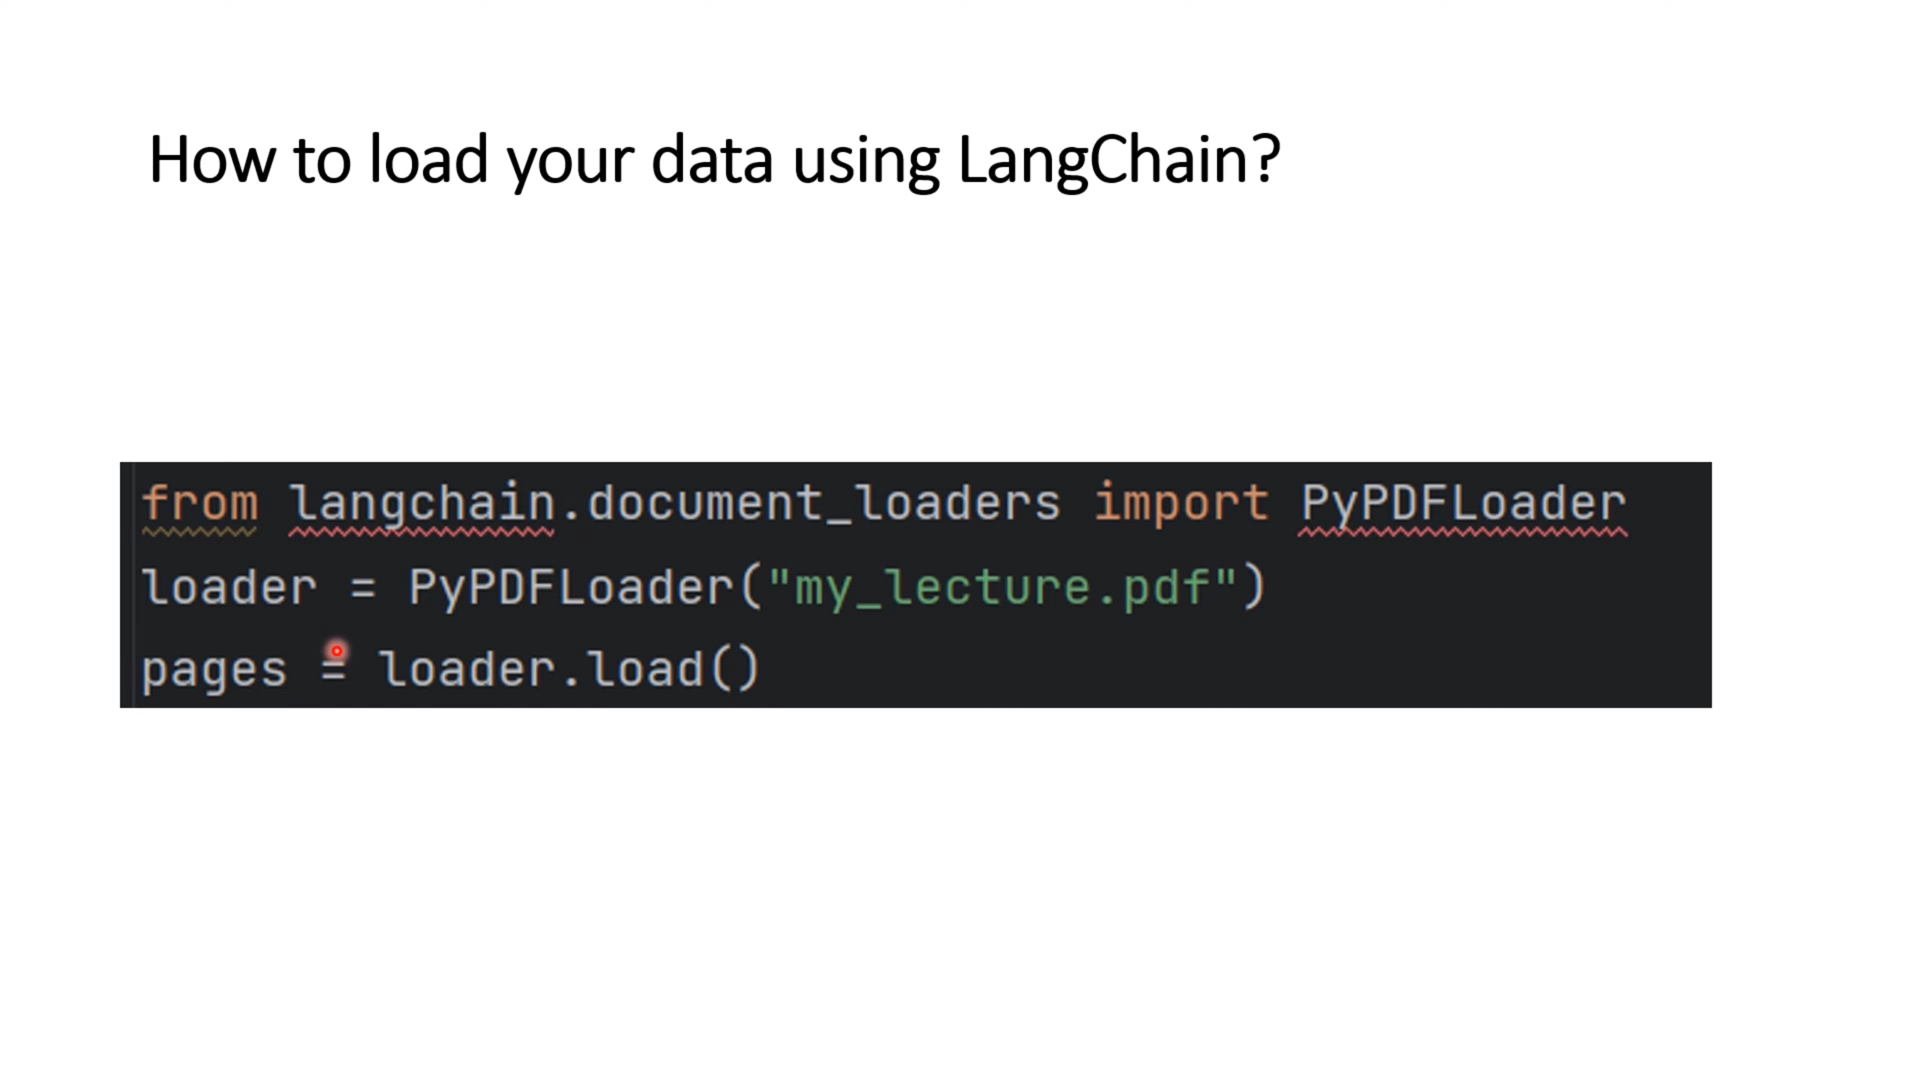 How to load your data using LangChain?
from langchain.document_loaders import PyPDFLoader
loader = PyPDFLoader("my_lecture.pdf")
pages = loader.load()